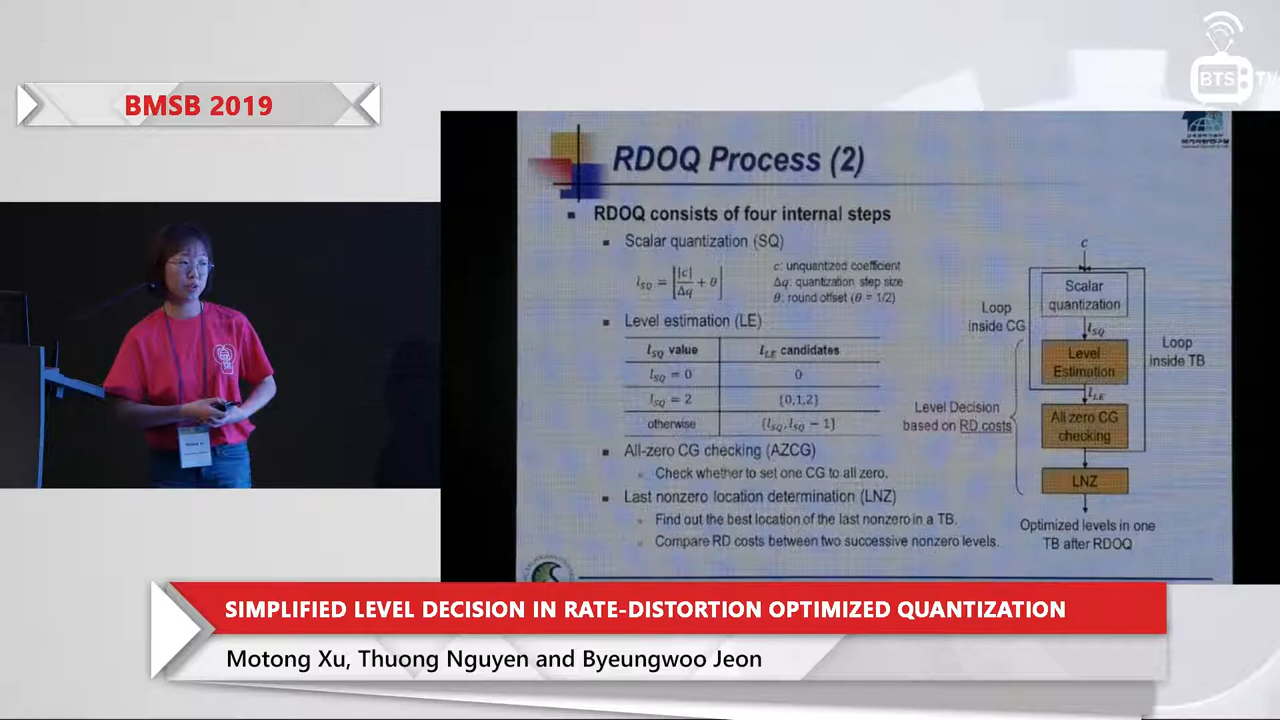 BTS TV
BMSB 2019
RDOQ Process (2)
RDOQ consists of four internal steps
Scalar quantization (SQ)
l_SQ = ⌊|c|/Δq + θ⌋
c: unquantized coefficient
Δq: quantization step size
θ: round offset (θ = 1/2)
Level estimation (LE)
l_SQ value l_LE candidates
l_SQ = 0 0
l_SQ = 2 {0,1,2}
otherwise {l_SQ, l_SQ − 1}
All-zero CG checking (AZCG)
Check whether to set one CG to all zero.
Last nonzero location determination (LNZ)
Find out the best location of the last nonzero in a TB.
Compare RD costs between two successive nonzero levels.
c
Scalar
quantization
Loop
inside CG
l_SQ
Loop
inside TB
Level
Estimation
l_LE
Level Decision
based on RD costs
All zero CG
checking
LNZ
Optimized levels in one
TB after RDOQ
SIMPLIFIED LEVEL DECISION IN RATE-DISTORTION OPTIMIZED QUANTIZATION
Motong Xu, Thuong Nguyen and Byeungwoo Jeon